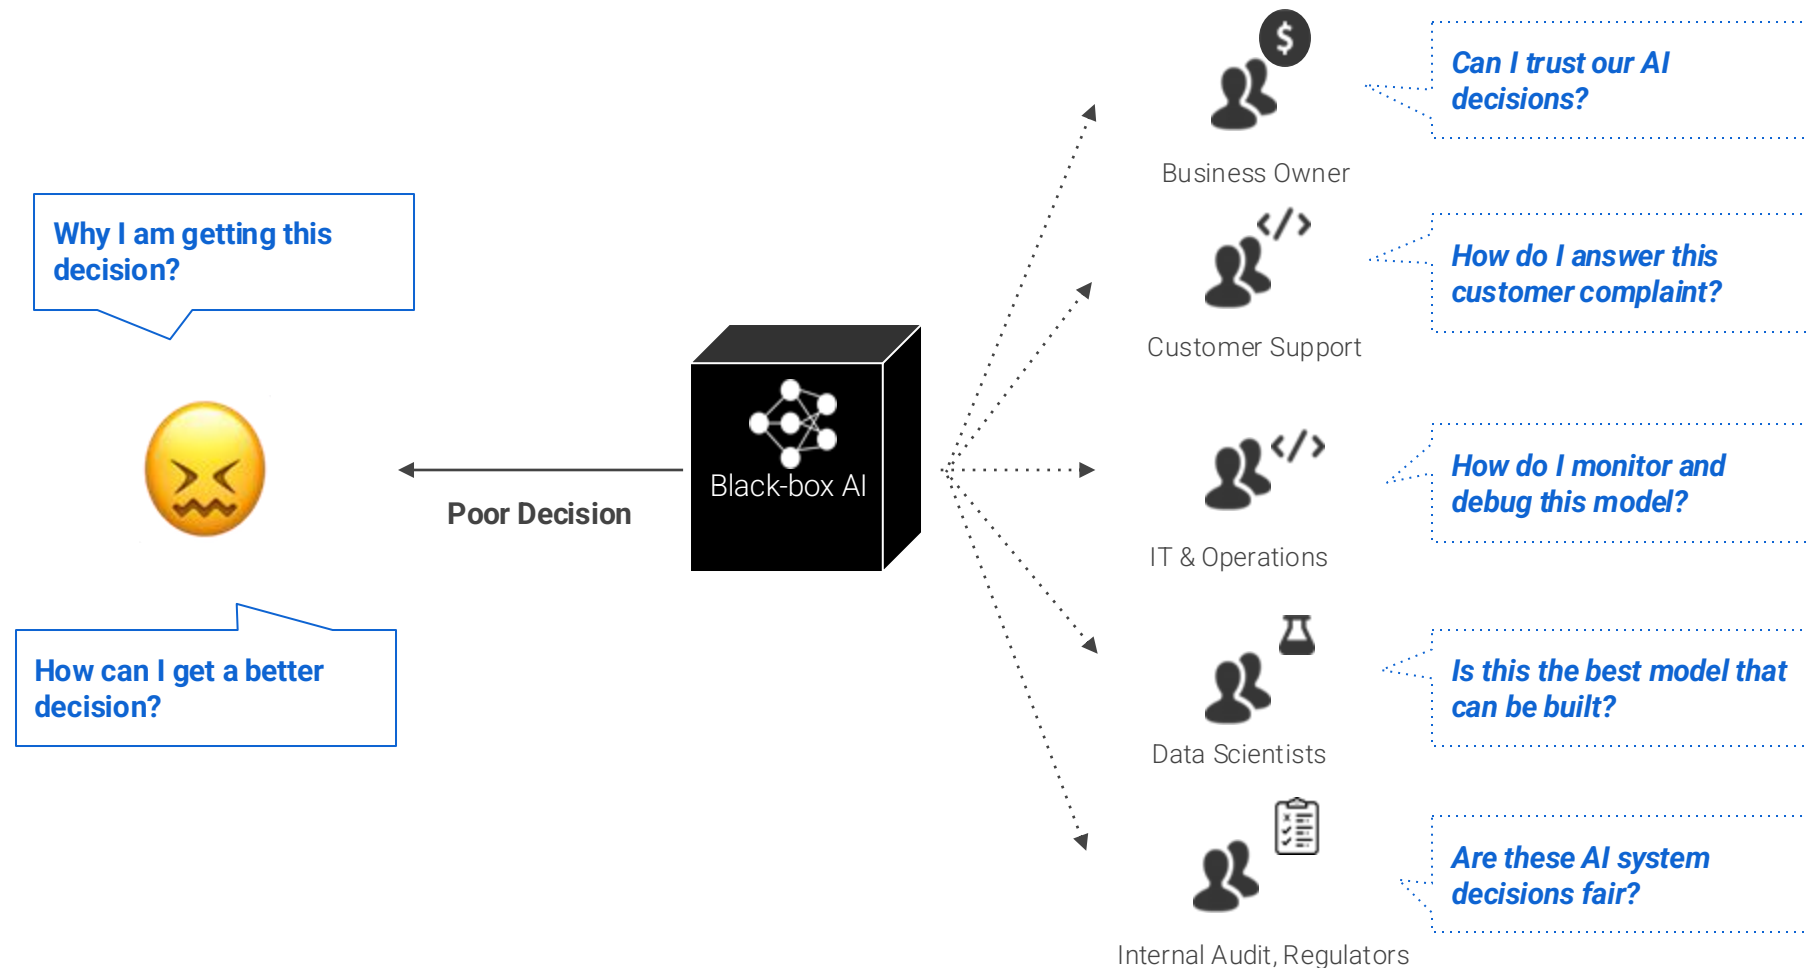 Why I am getting this
decision?
How can I get a better
decision?
Poor Decision
Black-box AI
$
Business Owner
Can I trust our AI
decisions?
</>
Customer Support
How do I answer this
customer complaint?
</>
IT & Operations
How do I monitor and
debug this model?
Data Scientists
Is this the best model that
can be built?
Internal Audit, Regulators
Are these AI system
decisions fair?